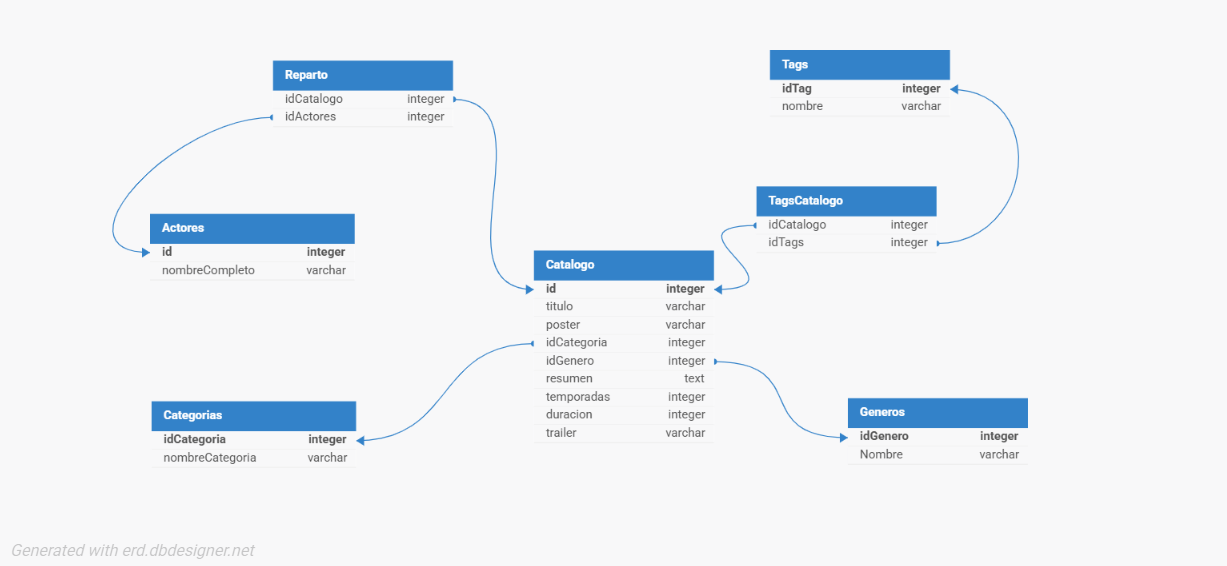 Reparto
idCatalogo integer
idActores integer
Tags
idTag integer
nombre varchar
TagsCatalogo
idCatalogo integer
idTags integer
Actores
id integer
nombreCompleto varchar
Catalogo
id integer
titulo varchar
poster varchar
idCategoria integer
idGenero integer
resumen text
temporadas integer
duracion integer
trailer varchar
Categorias
idCategoria integer
nombreCategoria varchar
Generos
idGenero integer
Nombre varchar
Generated with erd.dbdesigner.net